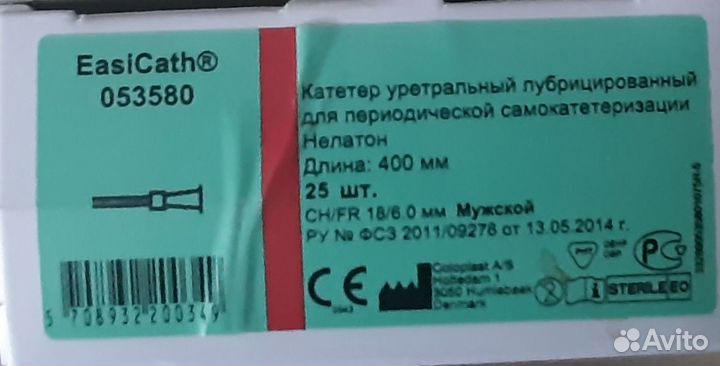 EasiCath®
053580
Катетер уретральный лубрицированный
для периодической самокатетеризации
Нелатон
Длина: 400 мм
25 шт.
CH/FR 18/6.0 мм Мужской
РУ № ФСЗ 2011/09276 от 13.05.2014 г.
Coloplast A/S
Holtedam 1
3050 Humlebaek
Denmark
CE
STERILE EO
5 708932 200349
Avito